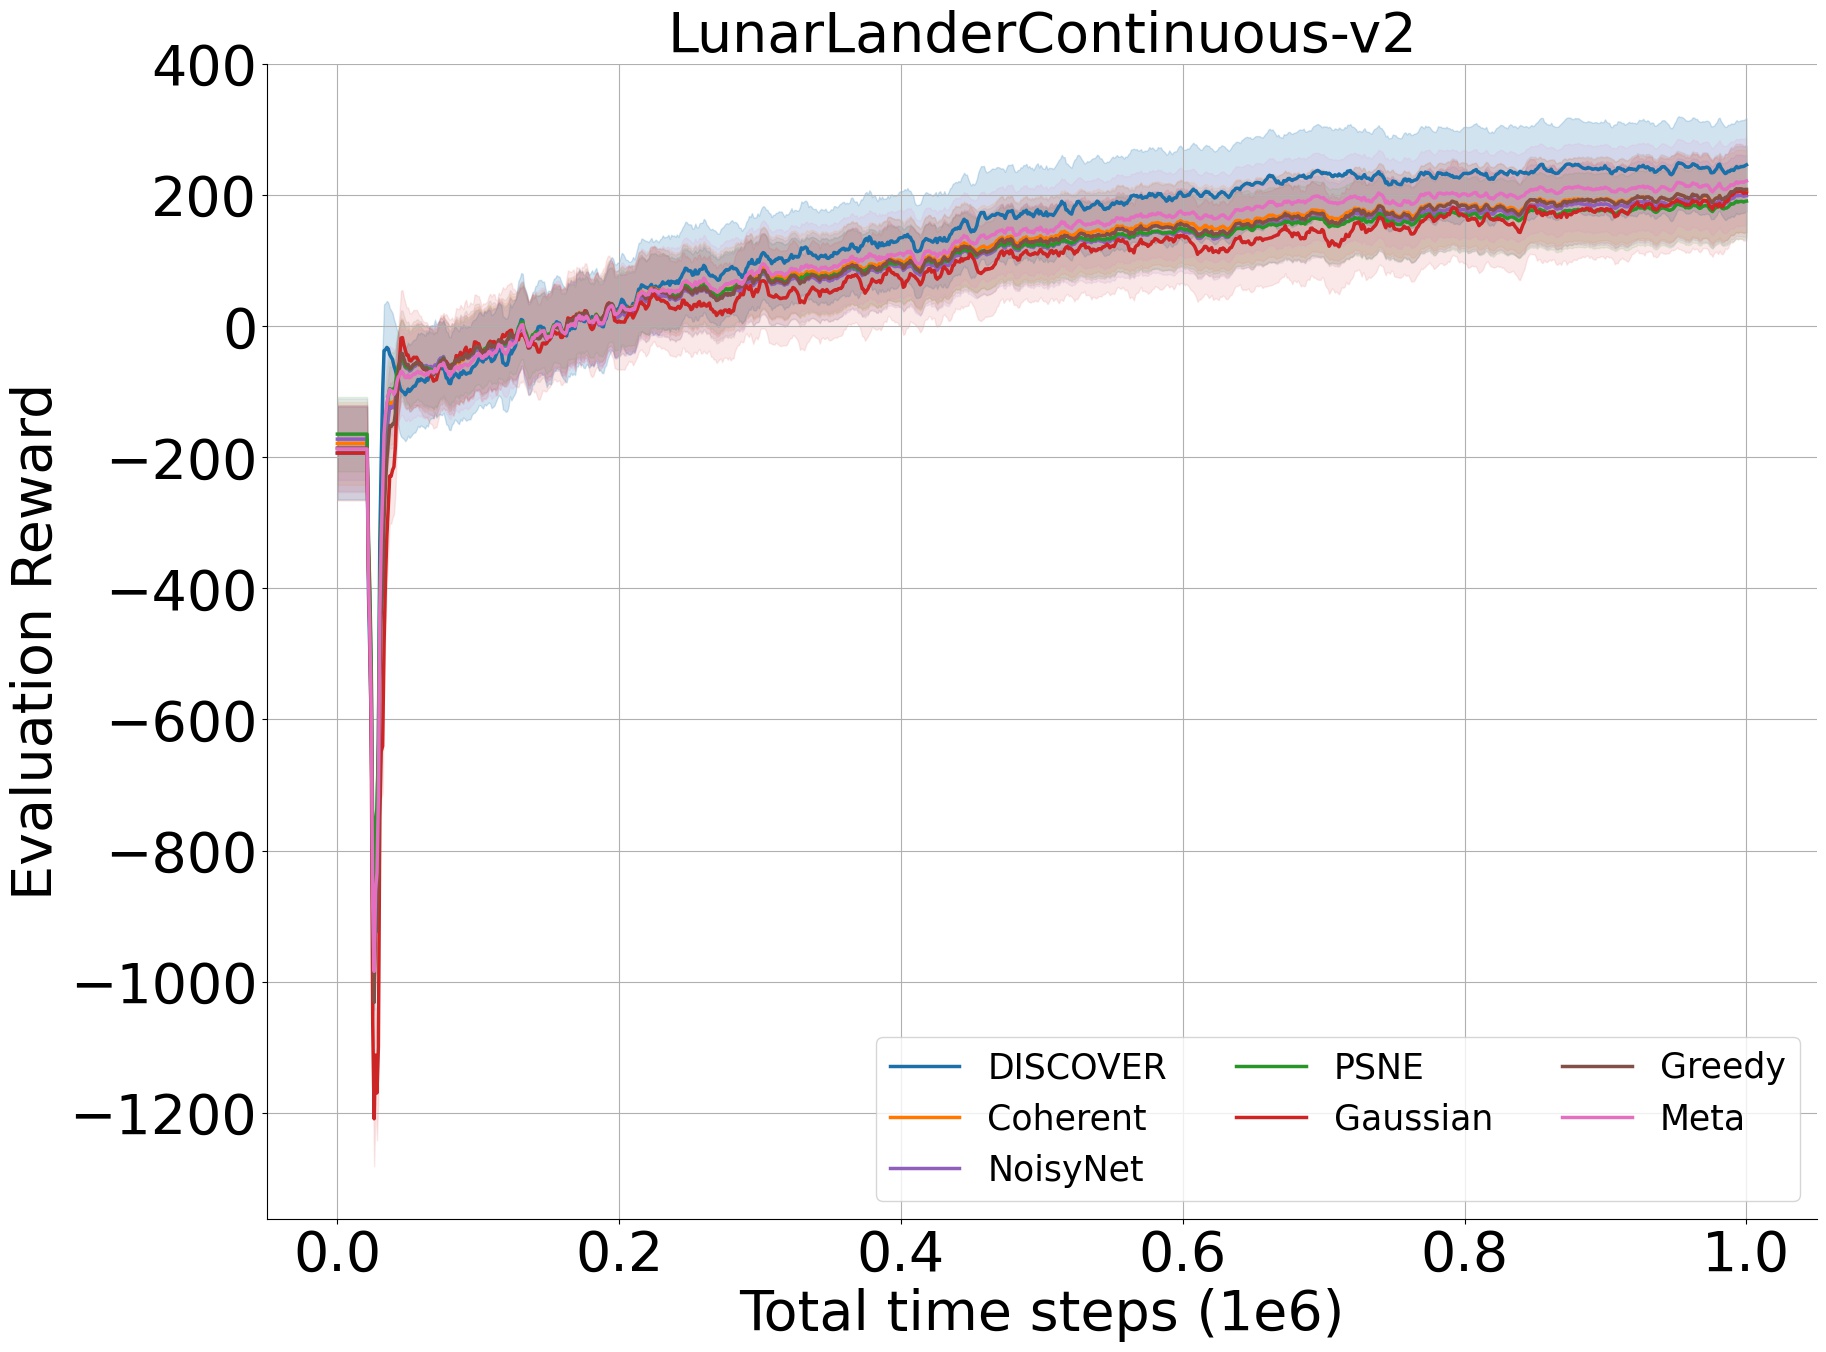 LunarLanderContinuous-v2
400
200
0
−200
−400
−600
−800
−1000
−1200
Evaluation Reward
DISCOVER
Coherent
NoisyNet
PSNE
Gaussian
Greedy
Meta
0.0 0.2 0.4 0.6 0.8 1.0
Total time steps (1e6)